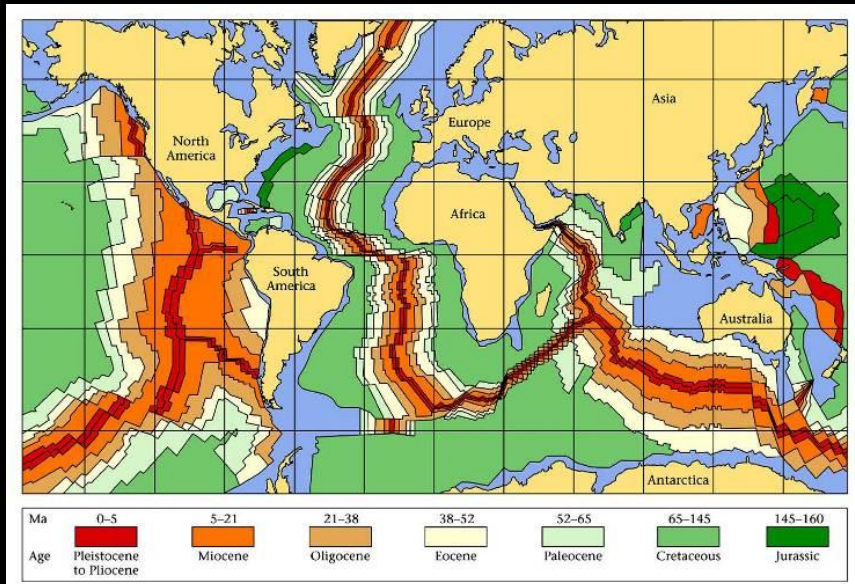 Asia
Europe
North
America
Africa
South
America
Australia
Antarctica
Ma 0–5 5–21 21–38 38–52 52–65 65–145 145–160
Age Pleistocene Miocene Oligocene Eocene Paleocene Cretaceous Jurassic
to Pliocene